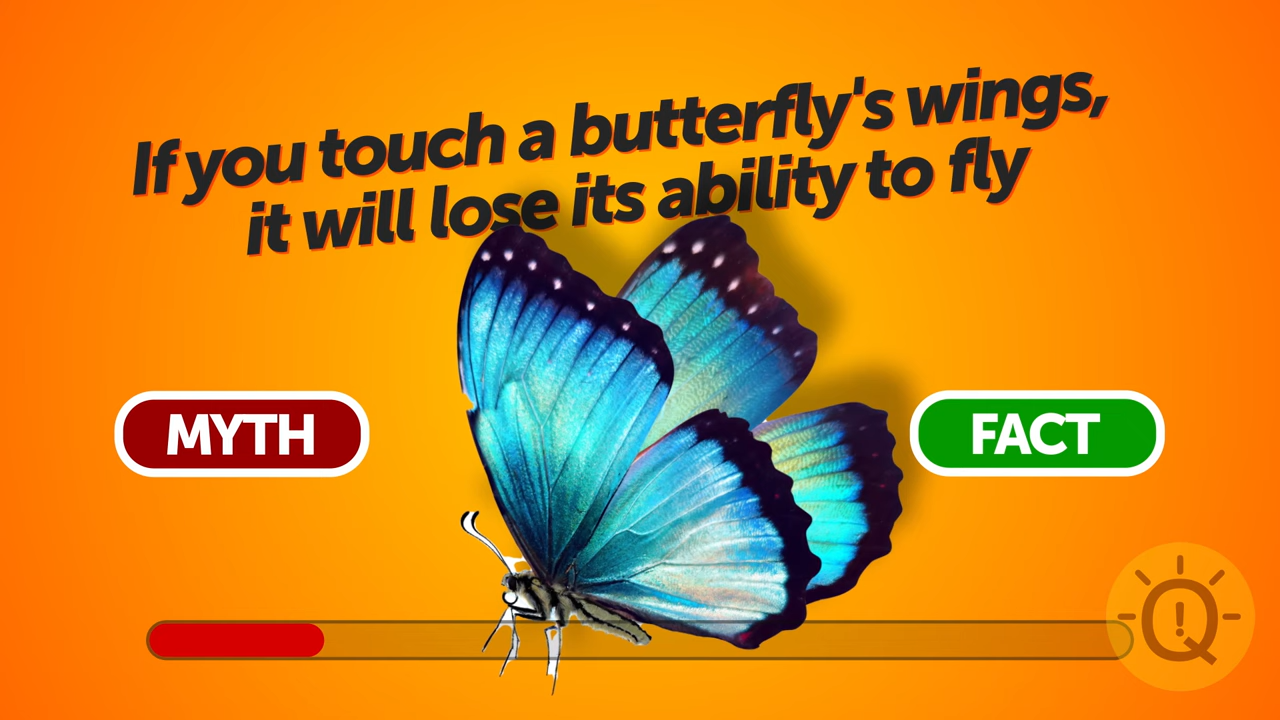 If you touch a butterfly's wings,
it will lose its ability to fly
MYTH
FACT
Q!